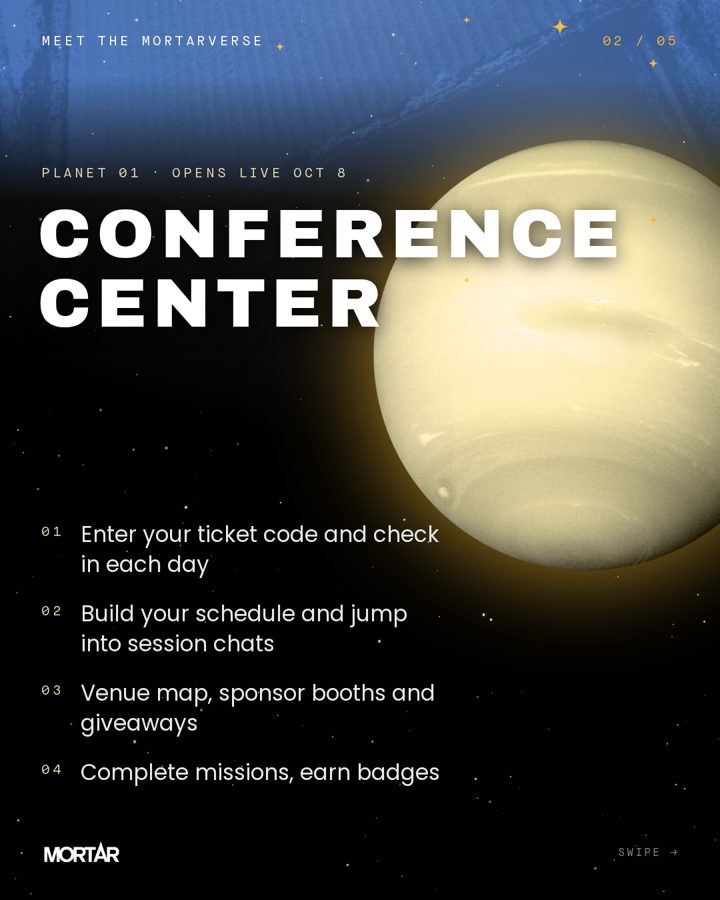 MEET THE MORTARVERSE
02 / 05
PLANET 01 · OPENS LIVE OCT 8
CONFERENCE
CENTER
01 Enter your ticket code and check
in each day
02 Build your schedule and jump
into session chats
03 Venue map, sponsor booths and
giveaways
04 Complete missions, earn badges
MORTAR
SWIPE →